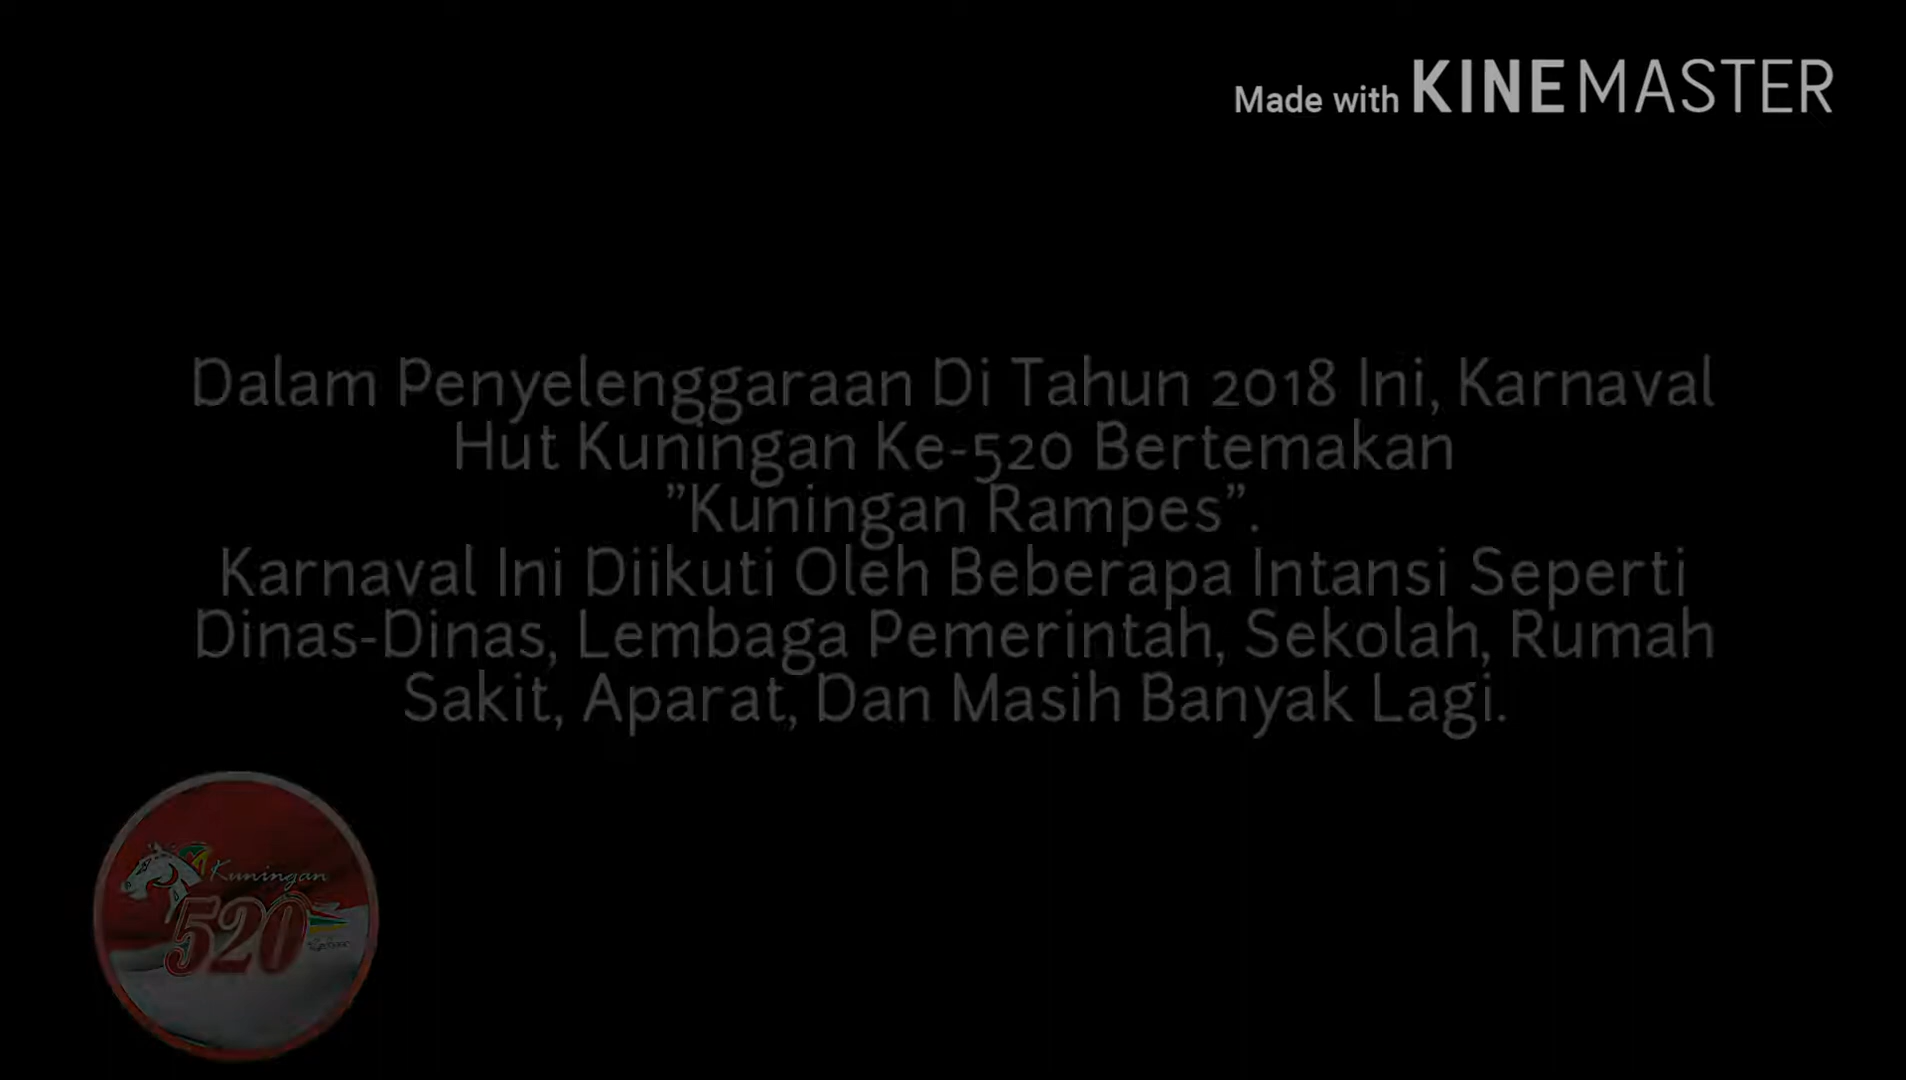 Made with KINEMASTER
Dalam Penyelenggaraan Di Tahun 2018 Ini, Karnaval
Hut Kuningan Ke-520 Bertemakan
"Kuningan Rampes".
Karnaval Ini Diikuti Oleh Beberapa Intansi Seperti
Dinas-Dinas, Lembaga Pemerintah, Sekolah, Rumah
Sakit, Aparat, Dan Masih Banyak Lagi.
Kuningan
520